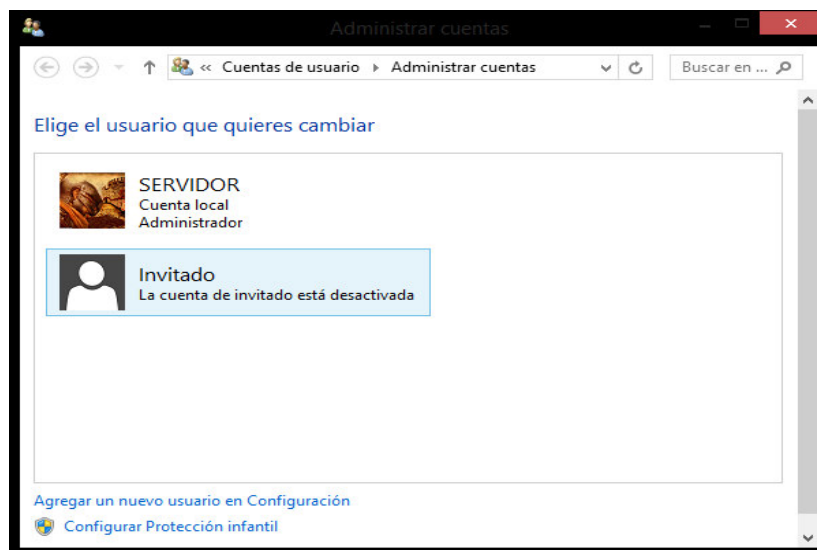 Administrar cuentas
« Cuentas de usuario Administrar cuentas Buscar en ...
Elige el usuario que quieres cambiar
SERVIDOR
Cuenta local
Administrador
Invitado
La cuenta de invitado está desactivada
Agregar un nuevo usuario en Configuración
Configurar Protección infantil